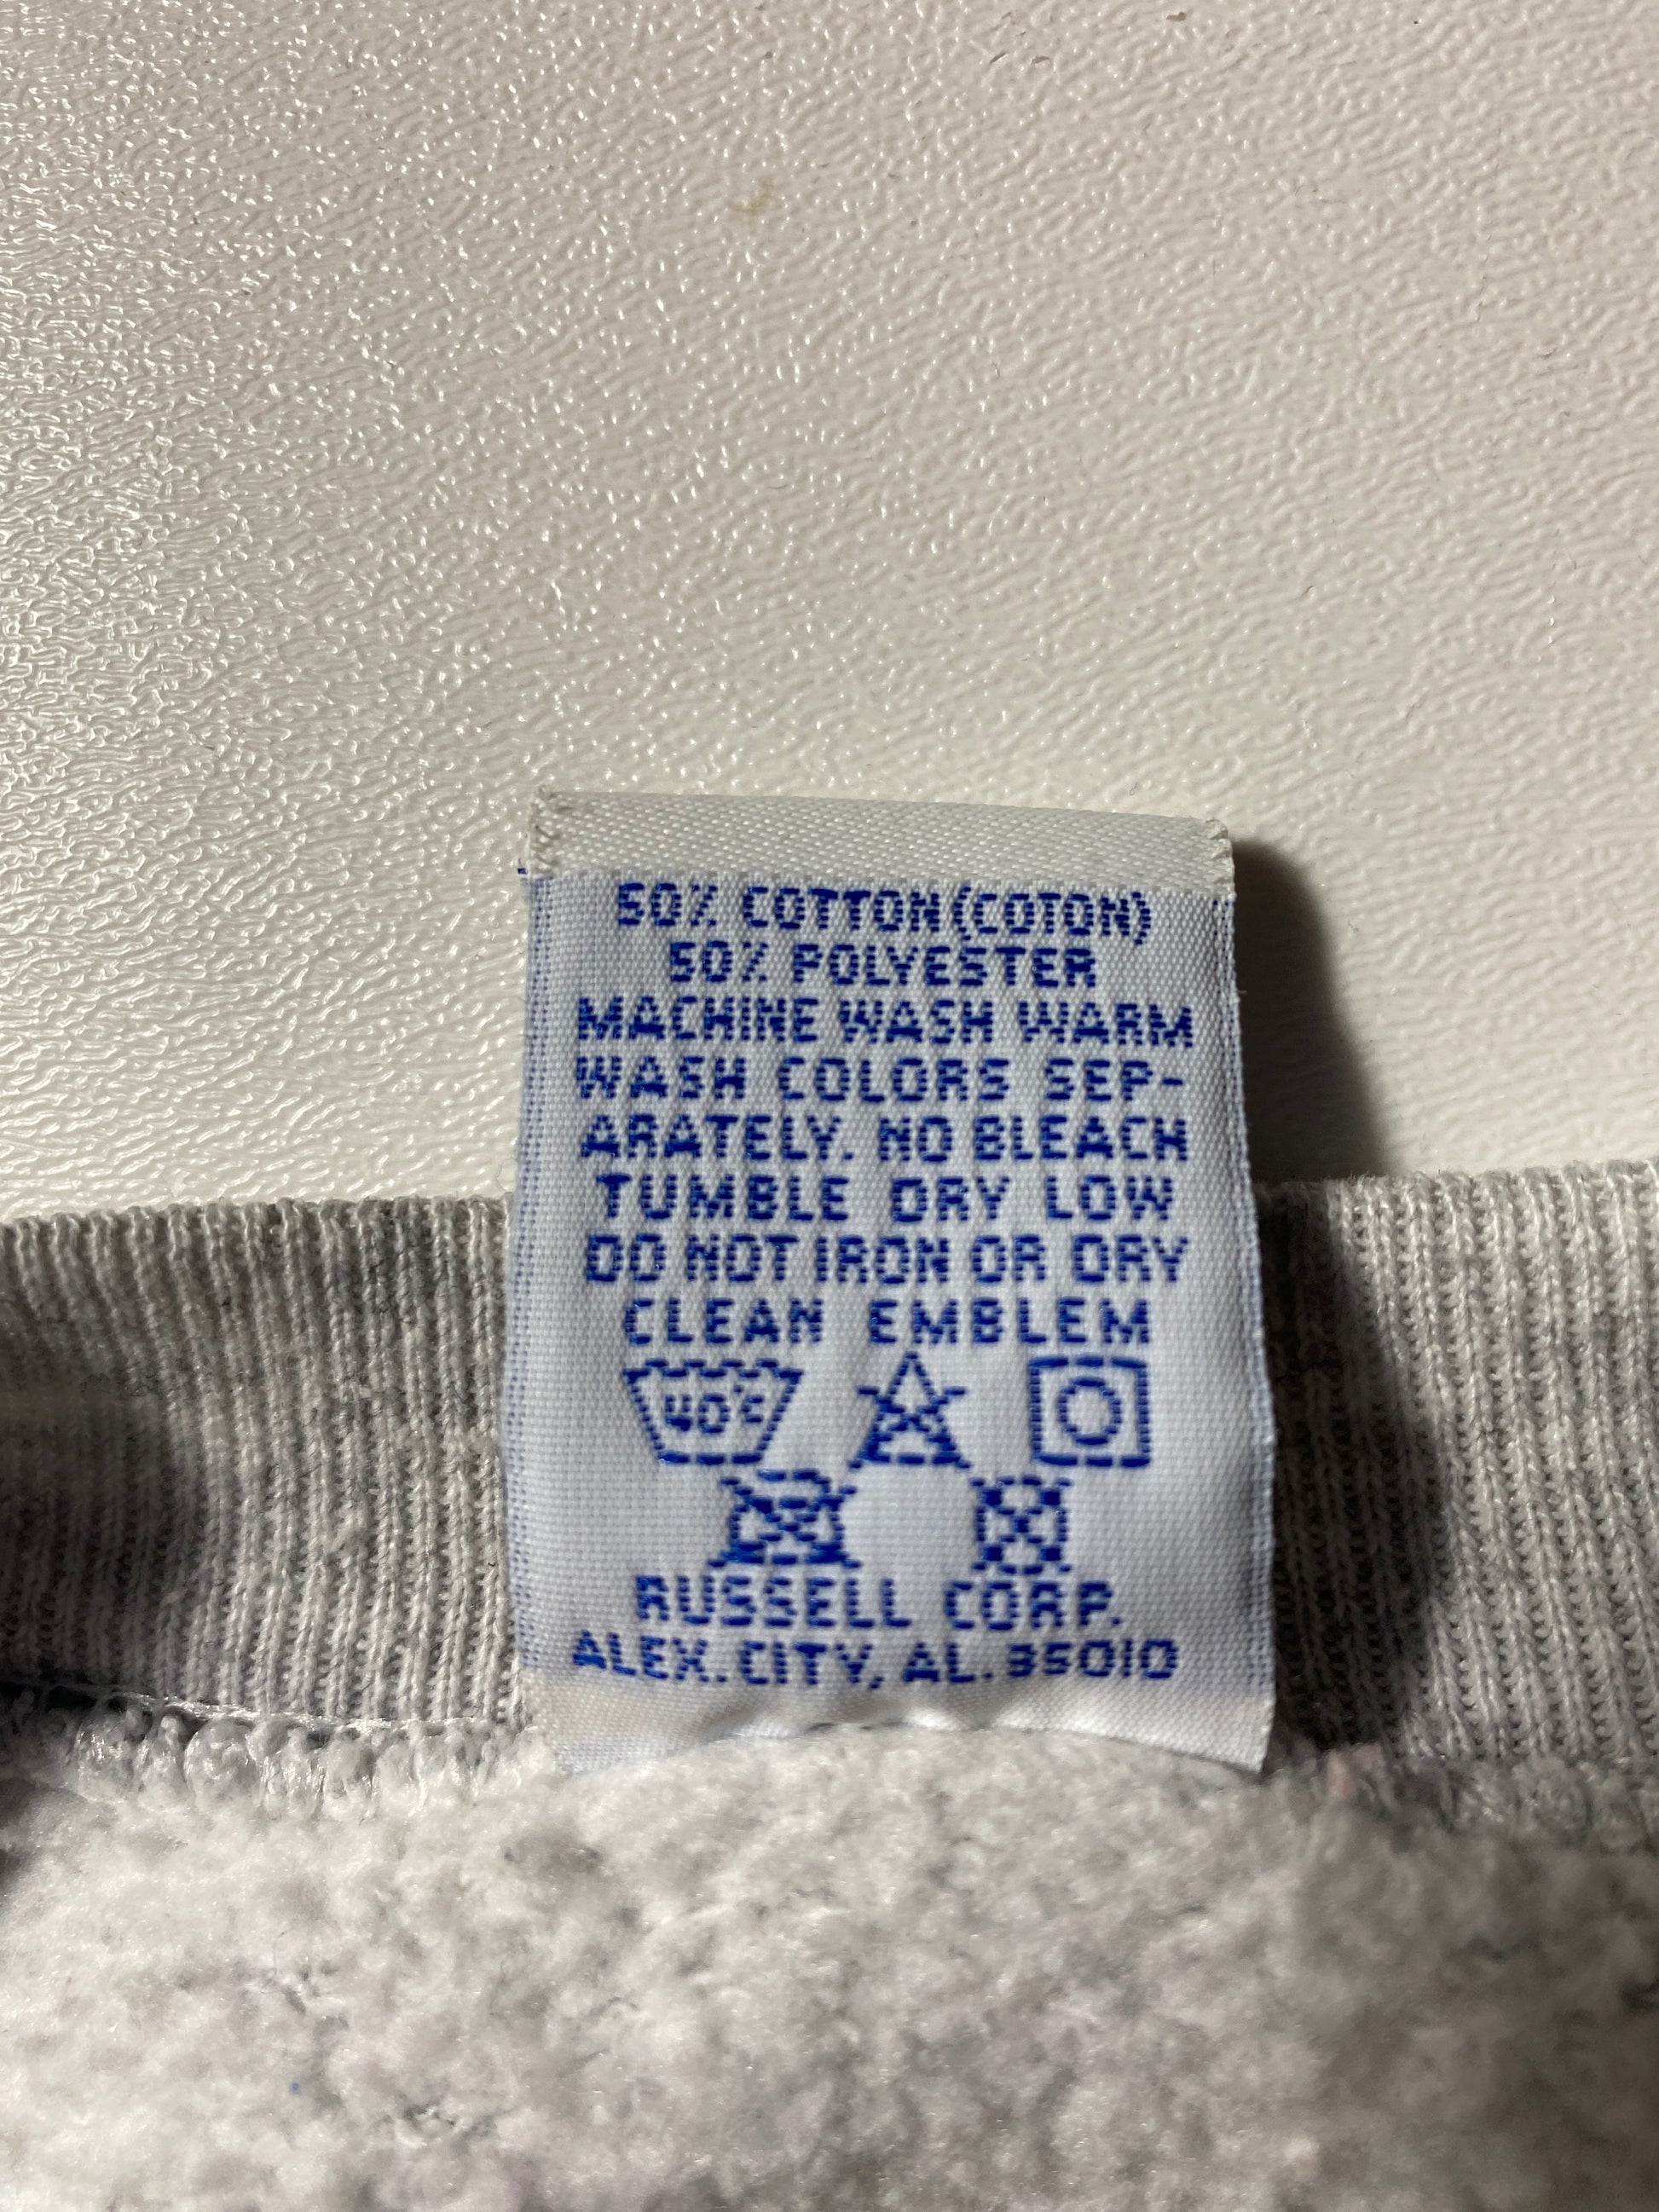 50% COTTON (COTON)
50% POLYESTER
MACHINE WASH WARM
WASH COLORS SEP-
ARATELY. NO BLEACH
TUMBLE DRY LOW
DO NOT IRON OR DRY
CLEAN EMBLEM
40°C
RUSSELL CORP.
ALEX. CITY, AL. 35010